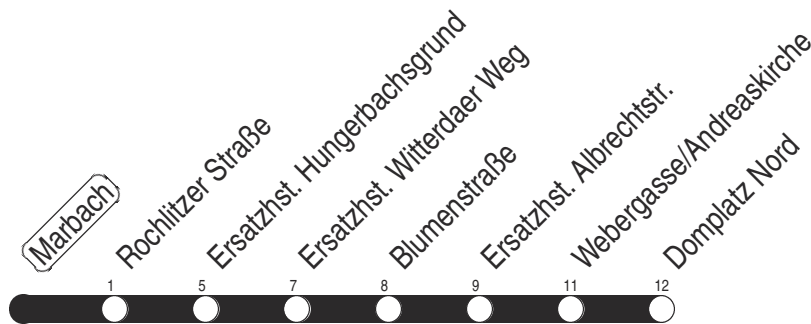 Marbach
Rochlitzer Straße
Ersatzhst. Hungerbachsgrund
Ersatzhst. Witterdaer Weg
Blumenstraße
Ersatzhst. Albrechtstr.
Webergasse/Andreaskirche
Domplatz Nord
1 5 7 8 9 11 12